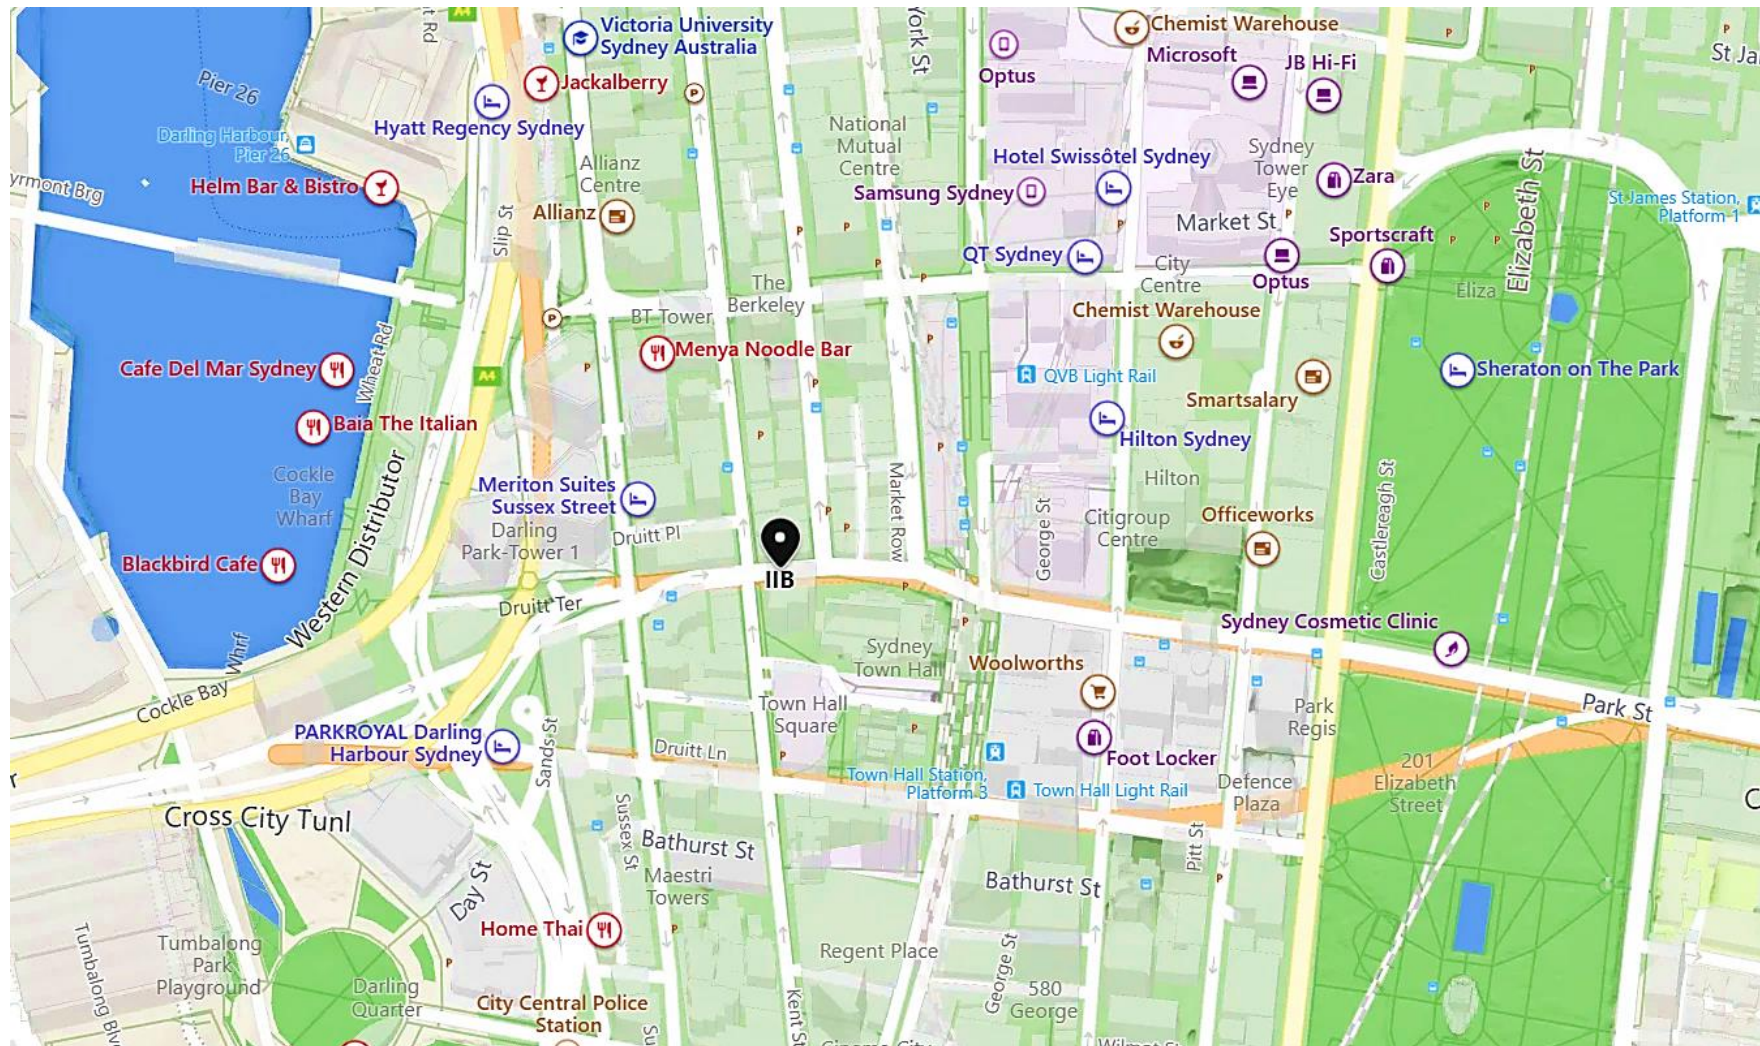 A4
Victoria University
Sydney Australia
York St
Chemist Warehouse
Optus
Microsoft
JB Hi-Fi
Pier 26
Jackalberry
Hyatt Regency Sydney
Darling Harbour,
Pier 26
P
National
Mutual
Centre
Hotel Swissôtel Sydney
Sydney
Tower
Eye
Zara
Elizabeth St
Helm Bar & Bistro
Allianz
Centre
Samsung Sydney
St James Station,
Platform 1
Allianz
Slip St
Market St
Sportscraft
QT Sydney
City
Centre
Optus
Eliza
The
Berkeley
P
BT Tower
Chemist Warehouse
Menya Noodle Bar
Cafe Del Mar Sydney
Wheat Rd
A4
QVB Light Rail
Smartsalary
Sheraton on The Park
Baia The Italian
Hilton Sydney
Cockle
Bay
Wharf
Western Distributor
Meriton Suites
Sussex Street
Market Row
Hilton
Castlereagh St
Darling
Park-Tower 1
Druitt Pl
George St
Citigroup
Centre
Officeworks
Blackbird Cafe
IIB
Druitt Ter
Sydney Cosmetic Clinic
Sydney
Town Hall
Woolworths
Cockle Bay Wharf
Town Hall
Square
Park
Regis
Park St
PARKROYAL Darling
Harbour Sydney
Sands St
Druitt Ln
Foot Locker
Town Hall Station,
Platform 3
Town Hall Light Rail
Defence
Plaza
201
Elizabeth
Street
Cross City Tunl
Sussex St
Bathurst St
Pitt St
Day St
Maestri
Towers
Bathurst St
Home Thai
Tumbalong
Park
Playground
Regent Place
George St
Darling
Quarter
Kent St
580
George
City Central Police
Station